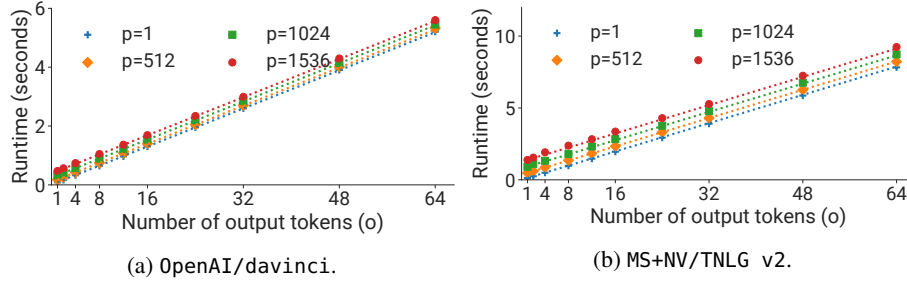 p=1
p=1024
p=512
p=1536
Runtime (seconds)
6
4
2
0
1 4 8 16 32 48 64
Number of output tokens (o)
(a) OpenAI/davinci.
p=1
p=1024
p=512
p=1536
Runtime (seconds)
10
5
0
1 4 8 16 32 48 64
Number of output tokens (o)
(b) MS+NV/TNLG v2.